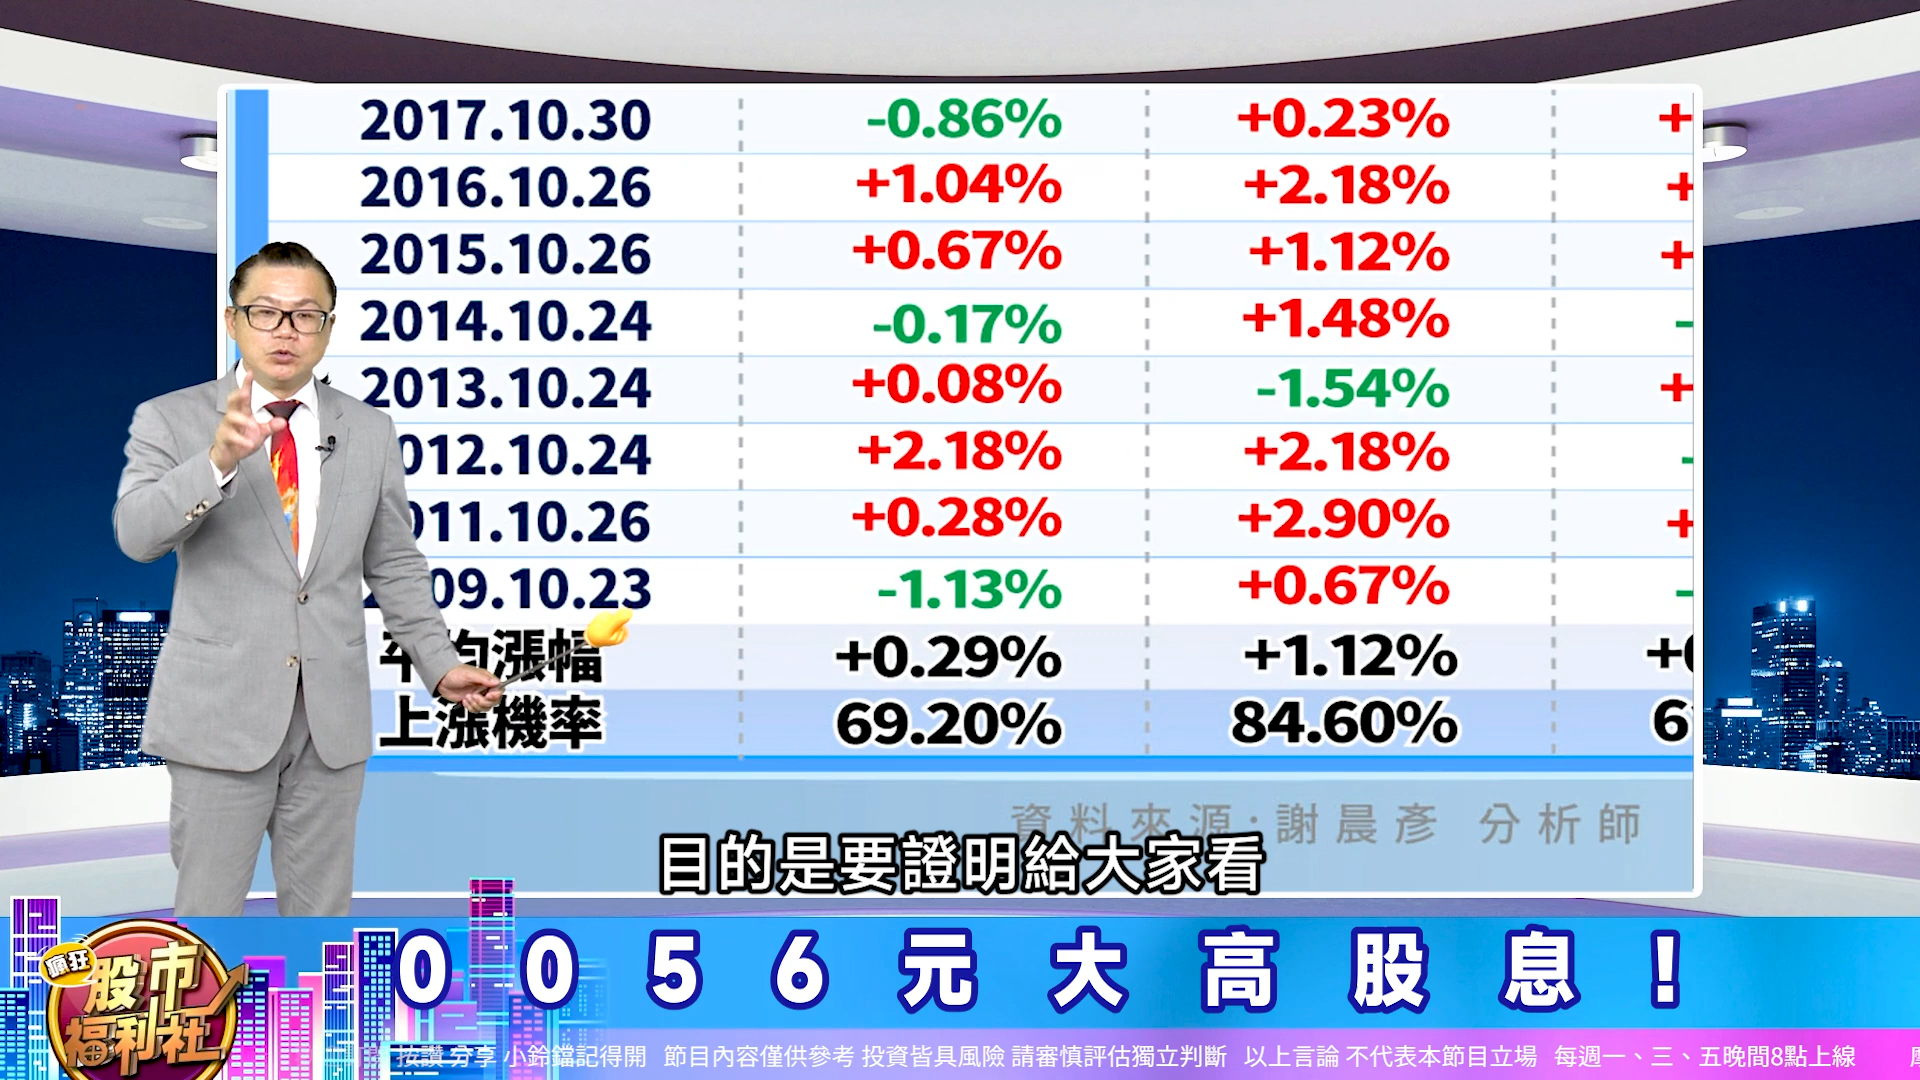 2017.10.30 -0.86% +0.23% +
2016.10.26 +1.04% +2.18% +
2015.10.26 +0.67% +1.12% +
2014.10.24 -0.17% +1.48% -
2013.10.24 +0.08% -1.54% +
012.10.24 +2.18% +2.18% -
011.10.26 +0.28% +2.90% +
09.10.23 -1.13% +0.67% -
平均漲幅 +0.29% +1.12% +0
上漲機率 69.20% 84.60% 6
資料來源:謝晨彥 分析師
目的是要證明給大家看
0056元大高股息!
瘋狂
股市
福利社
按讚 分享 小鈴鐺記得開 節目內容僅供參考 投資皆具風險 請審慎評估獨立判斷 以上言論 不代表本節目立場 每週一、三、五晚間8點上線